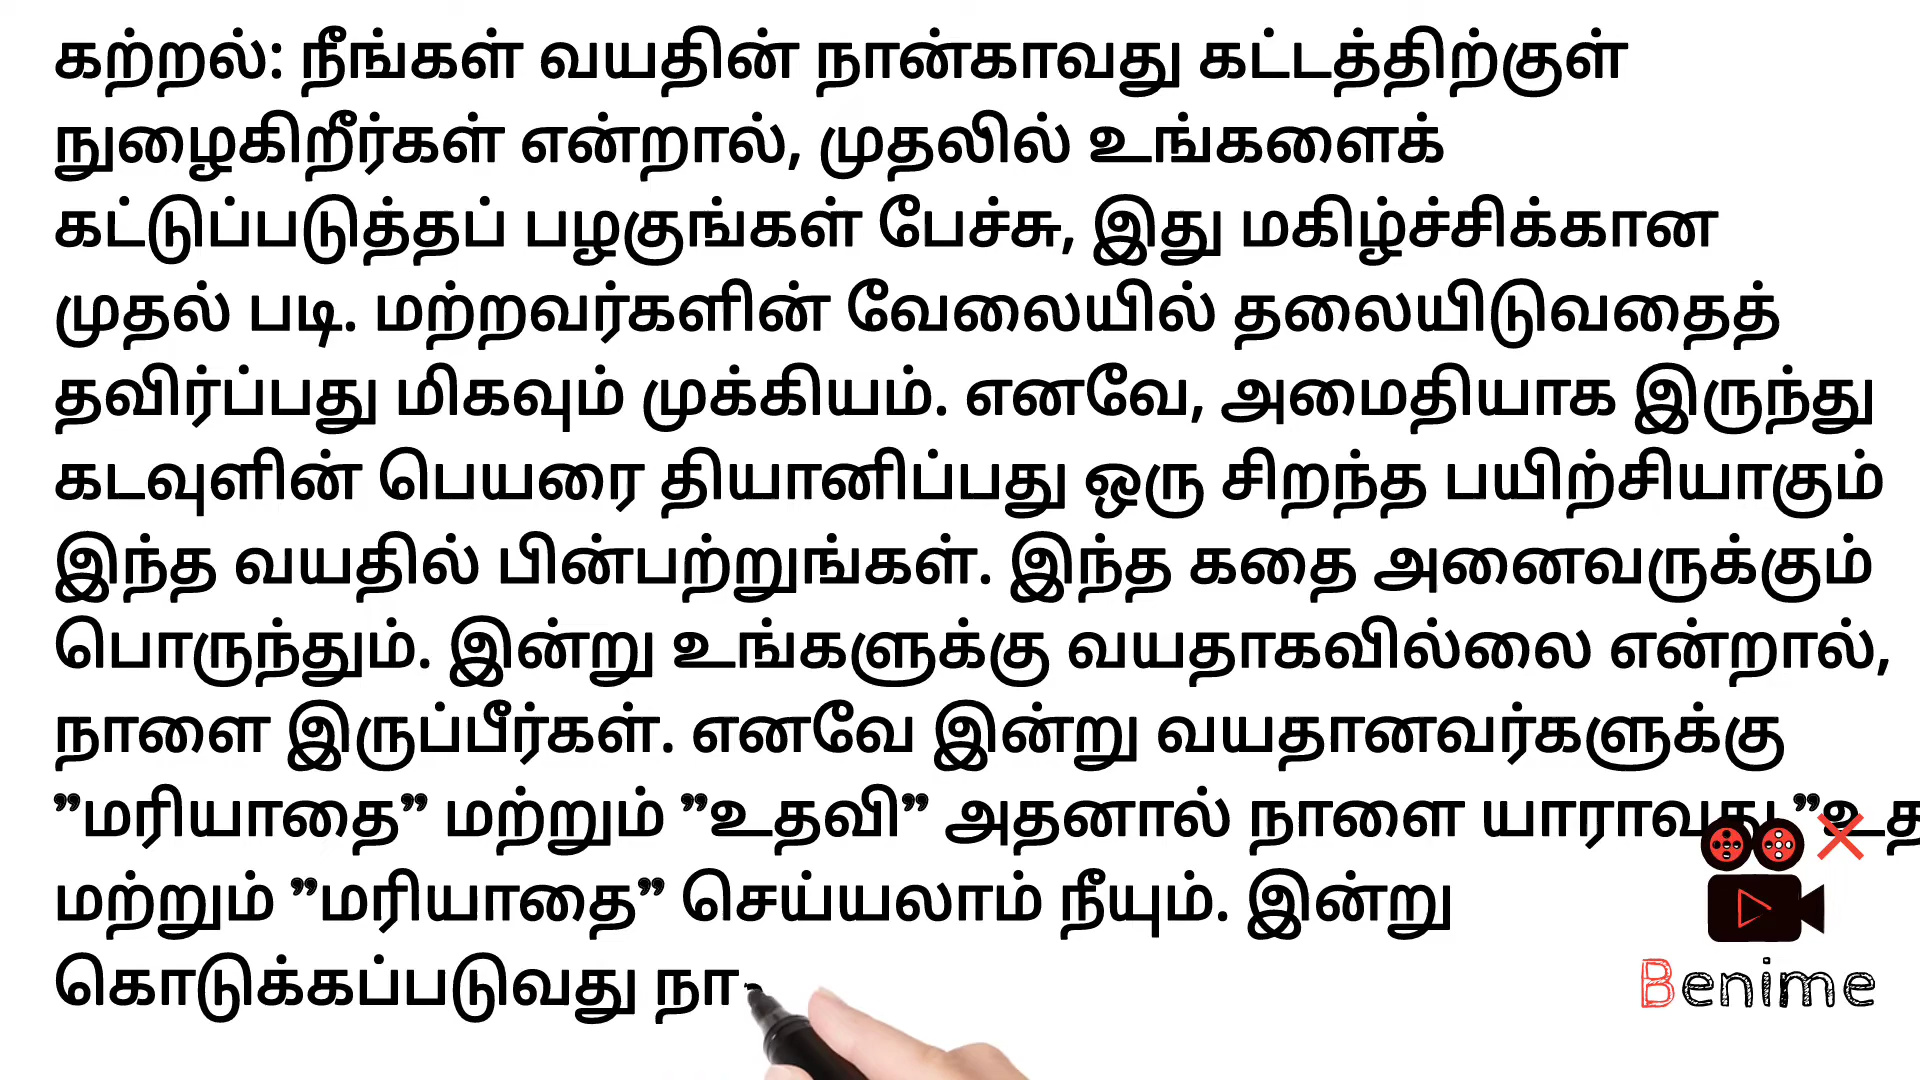 கற்றல்: நீங்கள் வயதின் நான்காவது கட்டத்திற்குள்
நுழைகிறீர்கள் என்றால், முதலில் உங்களைக்
கட்டுப்படுத்தப் பழகுங்கள் பேச்சு, இது மகிழ்ச்சிக்கான
முதல் படி. மற்றவர்களின் வேலையில் தலையிடுவதைத்
தவிர்ப்பது மிகவும் முக்கியம். எனவே, அமைதியாக இருந்து
கடவுளின் பெயரை தியானிப்பது ஒரு சிறந்த பயிற்சியாகும்
இந்த வயதில் பின்பற்றுங்கள். இந்த கதை அனைவருக்கும்
பொருந்தும். இன்று உங்களுக்கு வயதாகவில்லை என்றால்,
நாளை இருப்பீர்கள். எனவே இன்று வயதானவர்களுக்கு
”மரியாதை” மற்றும் ”உதவி” அதனால் நாளை யாராவது
மற்றும் ”மரியாதை” செய்யலாம் நீயும். இன்று
கொடுக்கப்படுவது நா
Benime